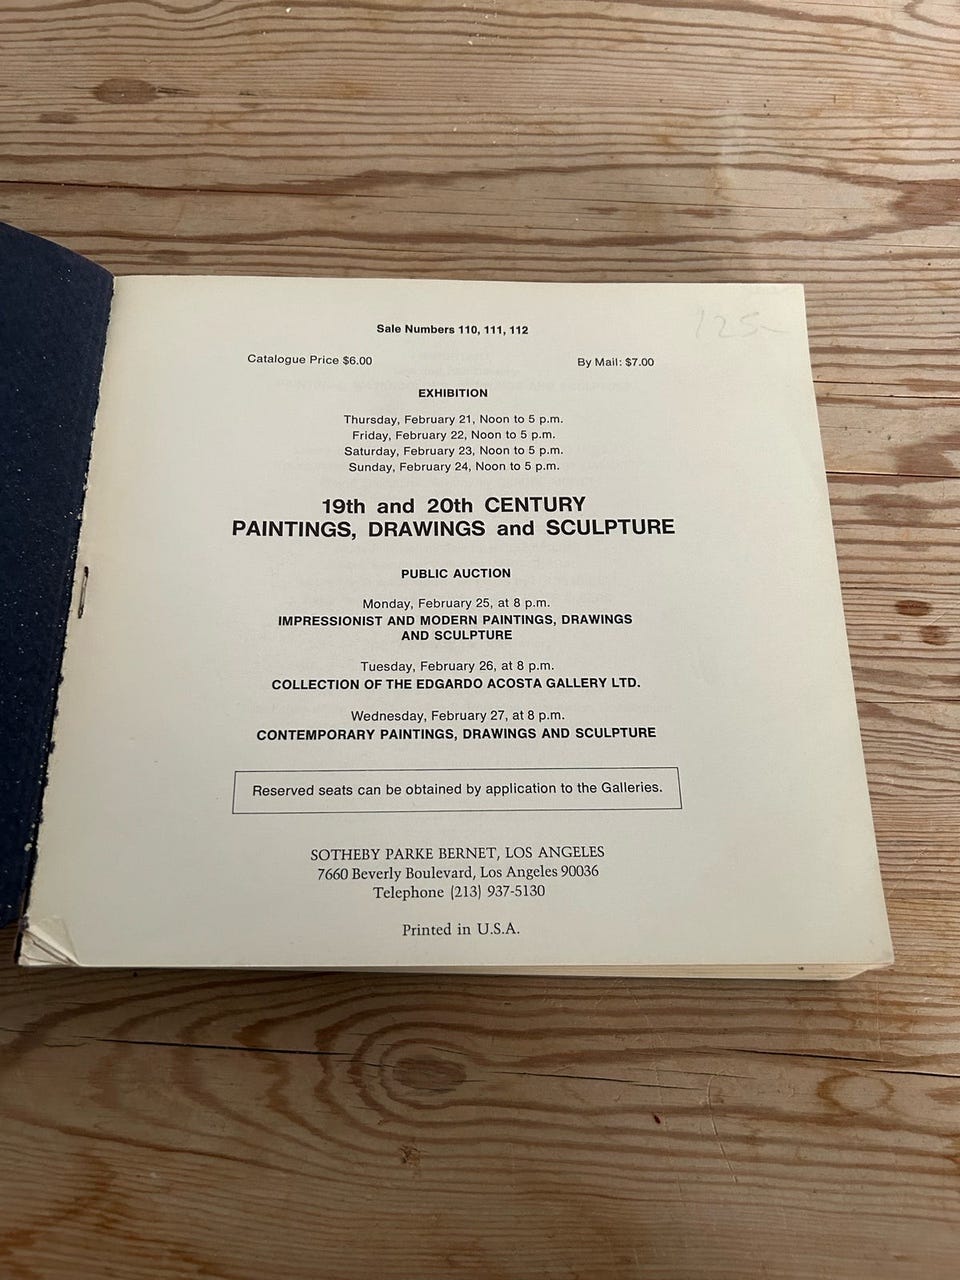 125-
Sale Numbers 110, 111, 112
Catalogue Price $6.00 By Mail: $7.00
EXHIBITION
Thursday, February 21, Noon to 5 p.m.
Friday, February 22, Noon to 5 p.m.
Saturday, February 23, Noon to 5 p.m.
Sunday, February 24, Noon to 5 p.m.
19th and 20th CENTURY
PAINTINGS, DRAWINGS and SCULPTURE
PUBLIC AUCTION
Monday, February 25, at 8 p.m.
IMPRESSIONIST AND MODERN PAINTINGS, DRAWINGS
AND SCULPTURE
Tuesday, February 26, at 8 p.m.
COLLECTION OF THE EDGARDO ACOSTA GALLERY LTD.
Wednesday, February 27, at 8 p.m.
CONTEMPORARY PAINTINGS, DRAWINGS AND SCULPTURE
Reserved seats can be obtained by application to the Galleries.
SOTHEBY PARKE BERNET, LOS ANGELES
7660 Beverly Boulevard, Los Angeles 90036
Telephone (213) 937-5130
Printed in U.S.A.